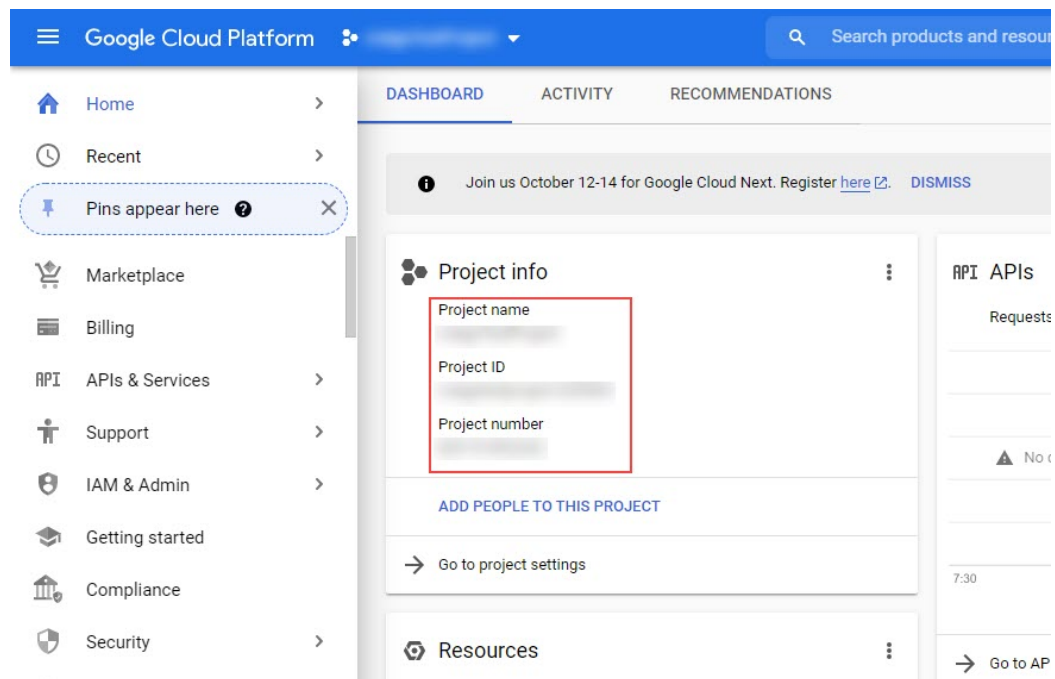 Google Cloud Platform
Search products and resour
Home
Recent
Pins appear here
Marketplace
Billing
API APIs & Services
Support
IAM & Admin
Getting started
Compliance
Security
DASHBOARD ACTIVITY RECOMMENDATIONS
Join us October 12-14 for Google Cloud Next. Register here. DISMISS
Project info
Project name
Project ID
Project number
ADD PEOPLE TO THIS PROJECT
Go to project settings
Resources
API APIs
Requests
No
7:30
Go to AP